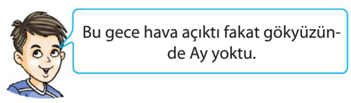 Bu gece hava açıktı fakat gökyüzün-
de Ay yoktu.